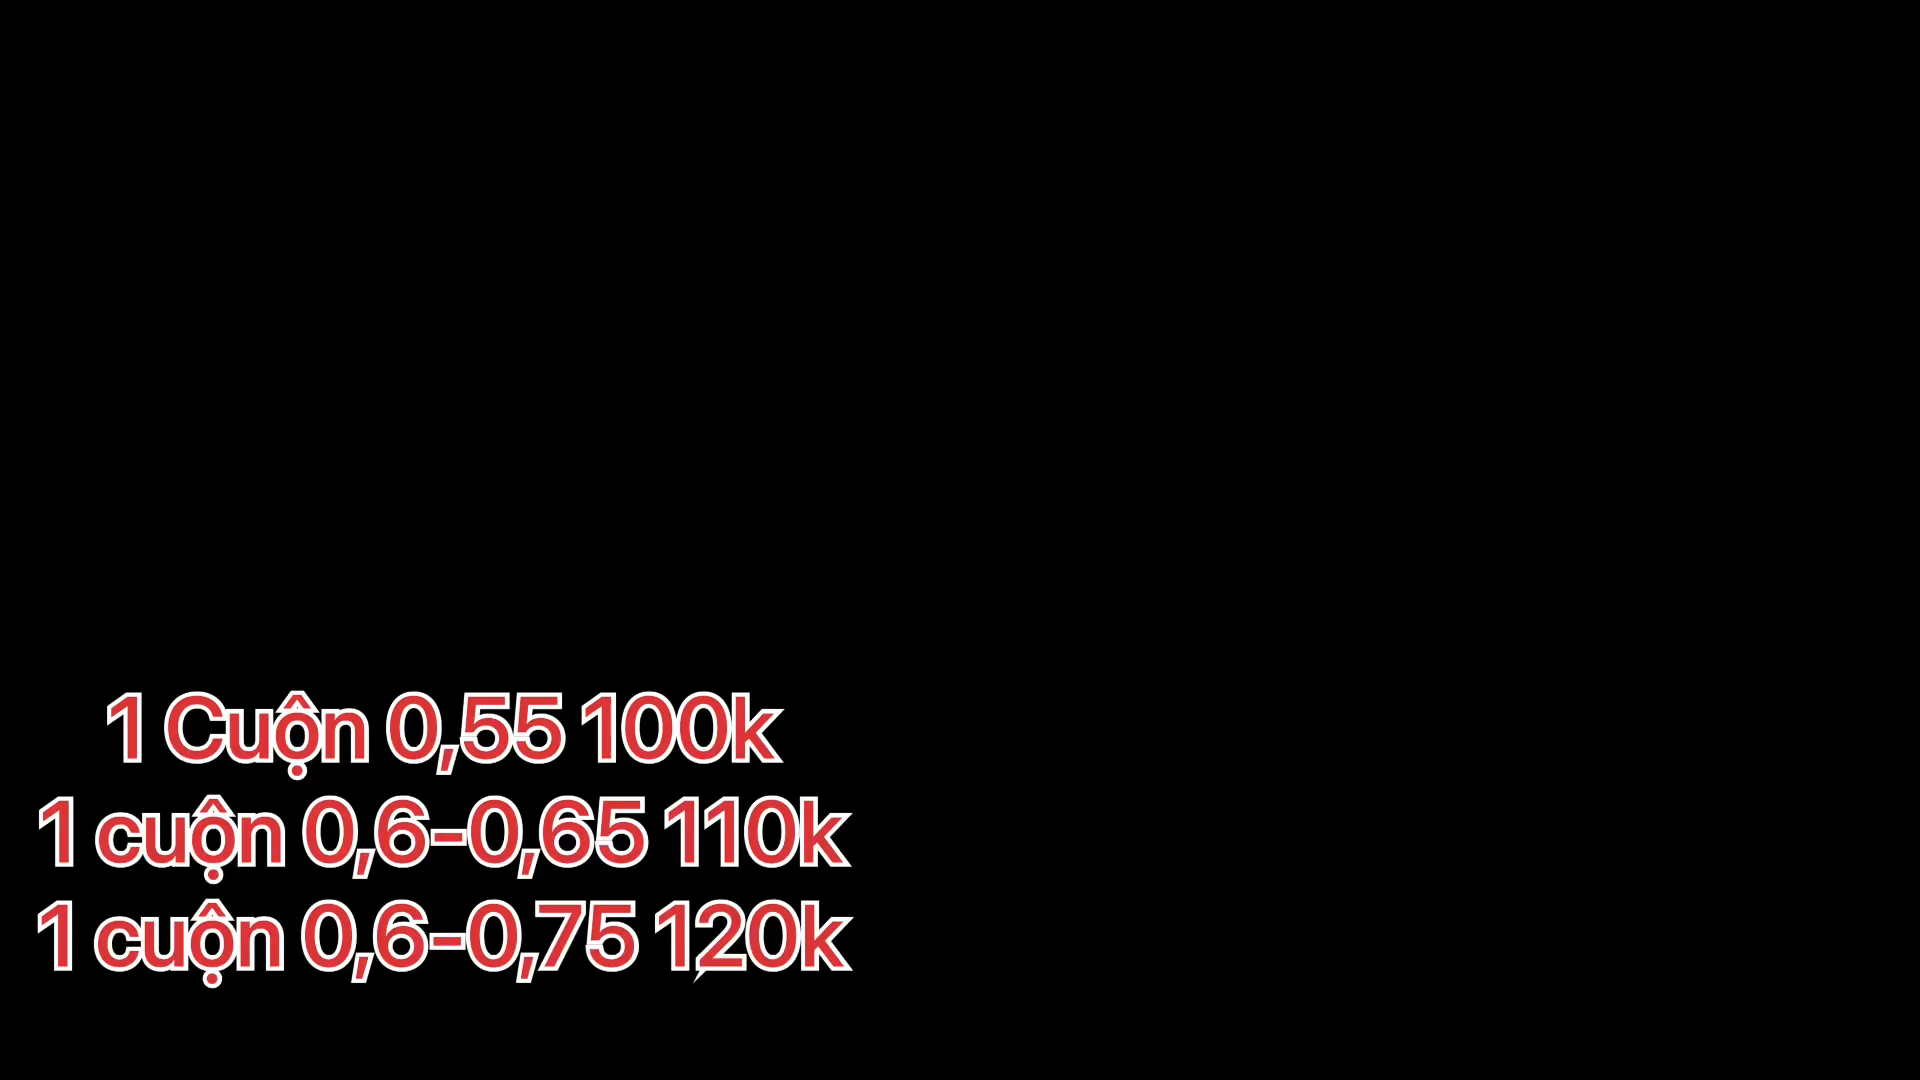 1 Cuộn 0,55 100k
1 cuộn 0,6-0,65 110k
1 cuộn 0,6-0,75 120k